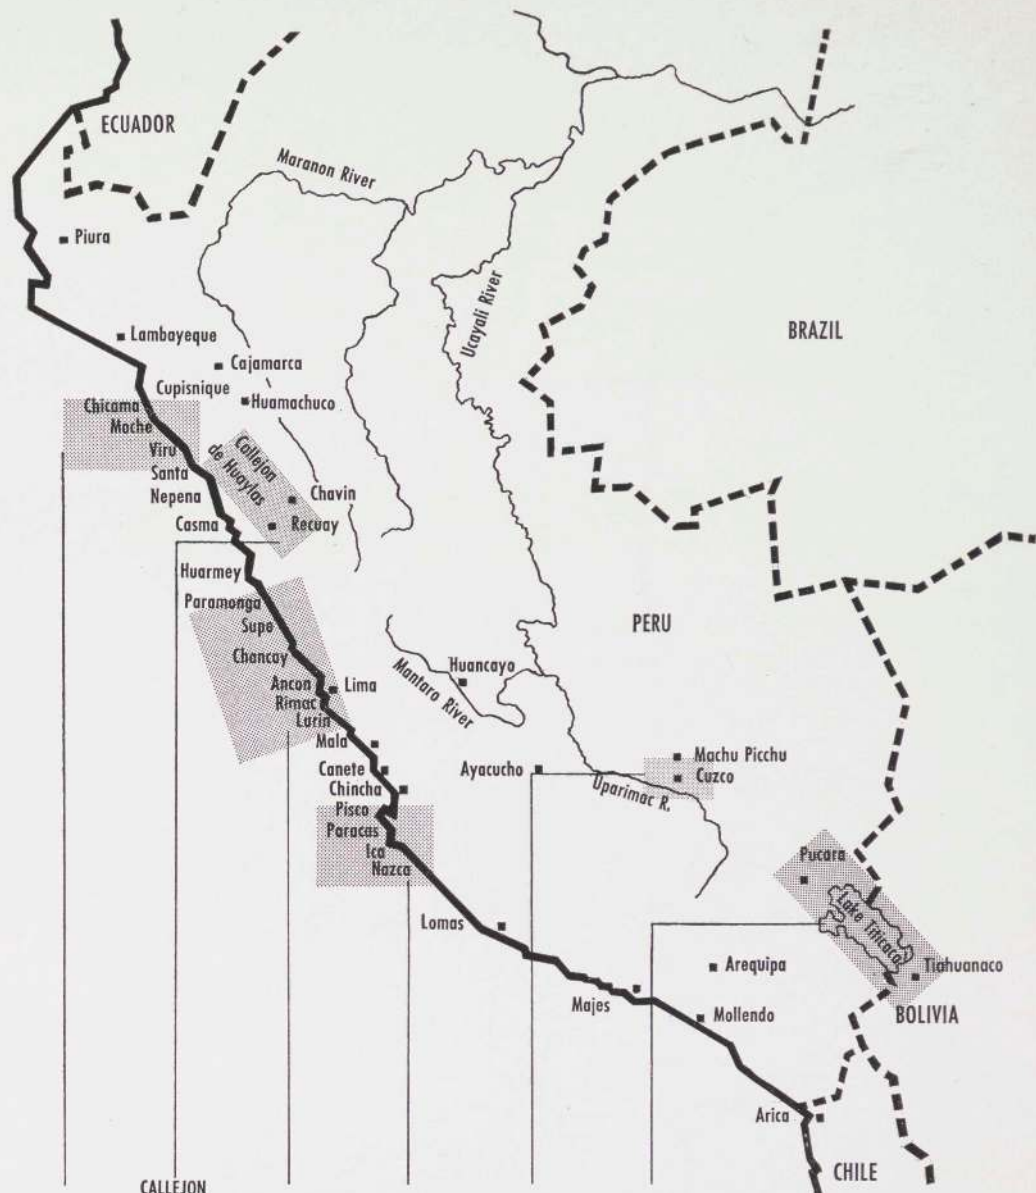 ECUADOR
Maranon River
Piura
Ucayali River
BRAZIL
Lambayeque
Cajamarca
Cupisnique
Huamachuco
Chicama
Moche
Viru
Callejon
de Huaylas
Santa
Chavin
Nepena
Casma
Recuay
Huarmey
Paramonga
Supe
PERU
Chancay
Huancayo
Mantaro River
Ancon
Lima
Rimac
Lurin
Mala
Machu Picchu
Canete
Ayacucho
Cuzco
Chincha
Uparimac R.
Pisco
Paracas
Ica
Nazca
Pucara
Lake Titicaca
Lomas
Arequipa
Tiahuanaco
Majes
Mollendo
BOLIVIA
Arica
CHILE
CALLEJON